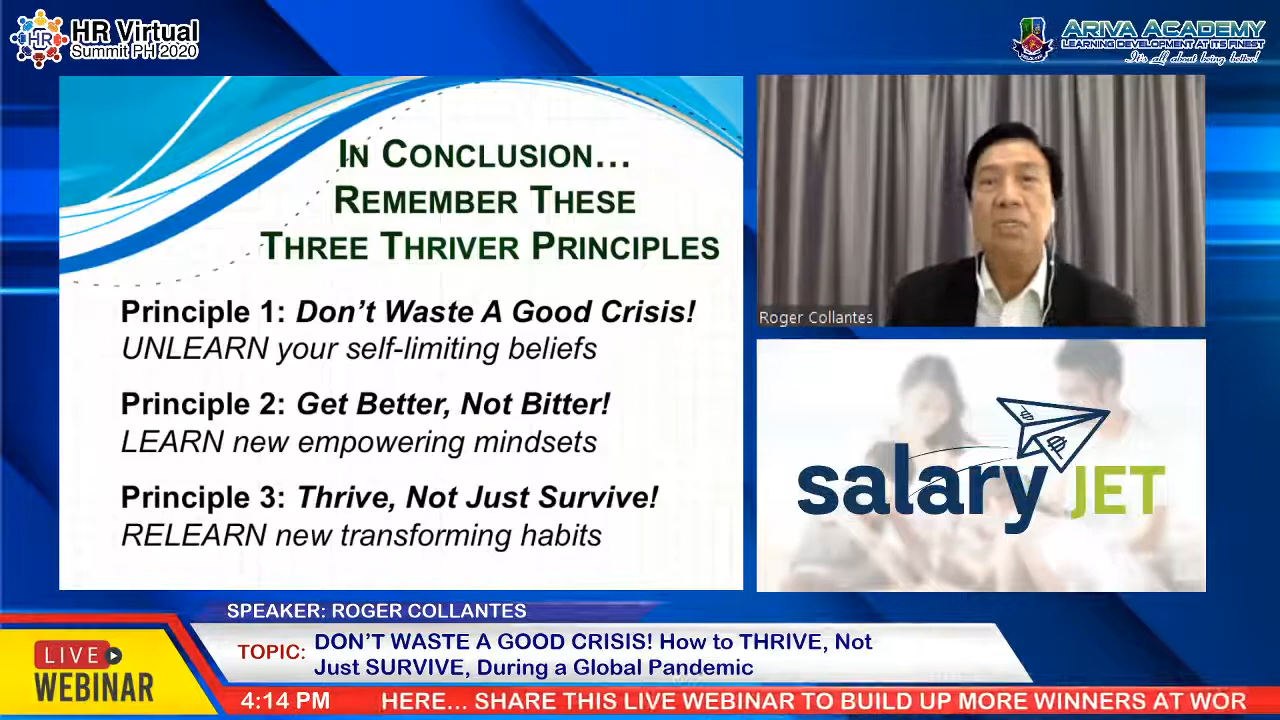 HR Virtual
Summit PH 2020
HR
ARIVA ACADEMY
LEARNING DEVELOPMENT AT ITS FINEST
It's all about being better!
IN CONCLUSION...
REMEMBER THESE
THREE THRIVER PRINCIPLES
Principle 1: Don't Waste A Good Crisis!
UNLEARN your self-limiting beliefs
Principle 2: Get Better, Not Bitter!
LEARN new empowering mindsets
Principle 3: Thrive, Not Just Survive!
RELEARN new transforming habits
Roger Collantes
salary JET
SPEAKER: ROGER COLLANTES
TOPIC: DON'T WASTE A GOOD CRISIS! How to THRIVE, Not
Just SURVIVE, During a Global Pandemic
LIVE
WEBINAR
4:14 PM HERE... SHARE THIS LIVE WEBINAR TO BUILD UP MORE WINNERS AT WOR